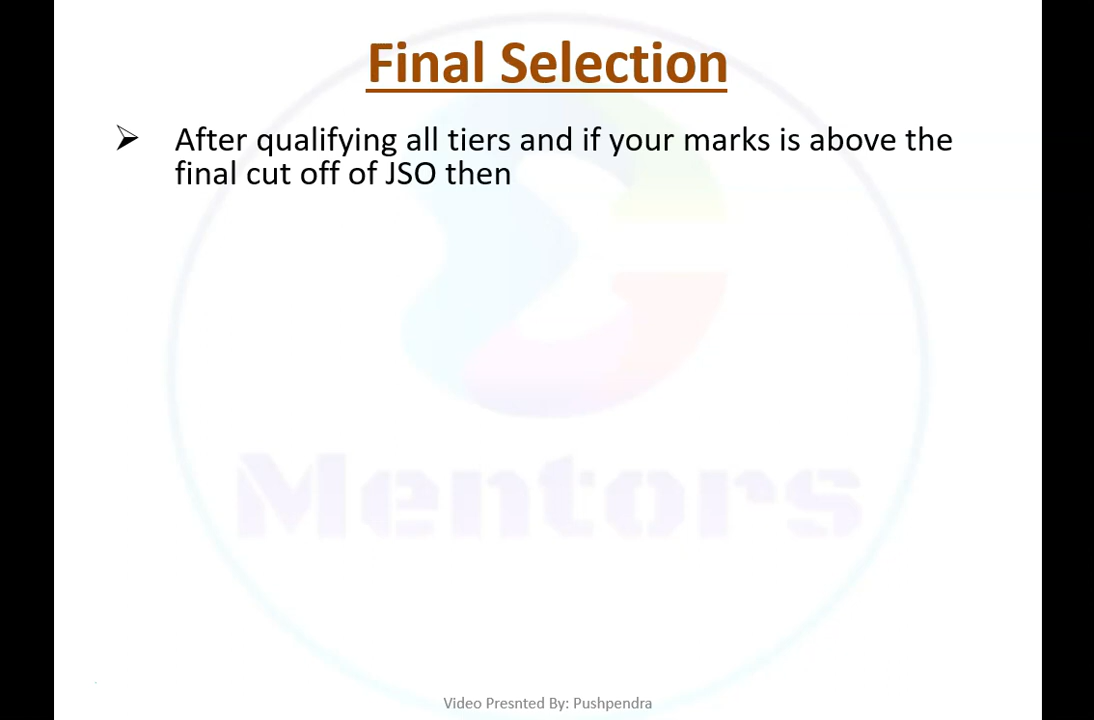 Final Selection
➢ After qualifying all tiers and if your marks is above the
final cut off of JSO then
Mentors
Video Presnted By: Pushpendra